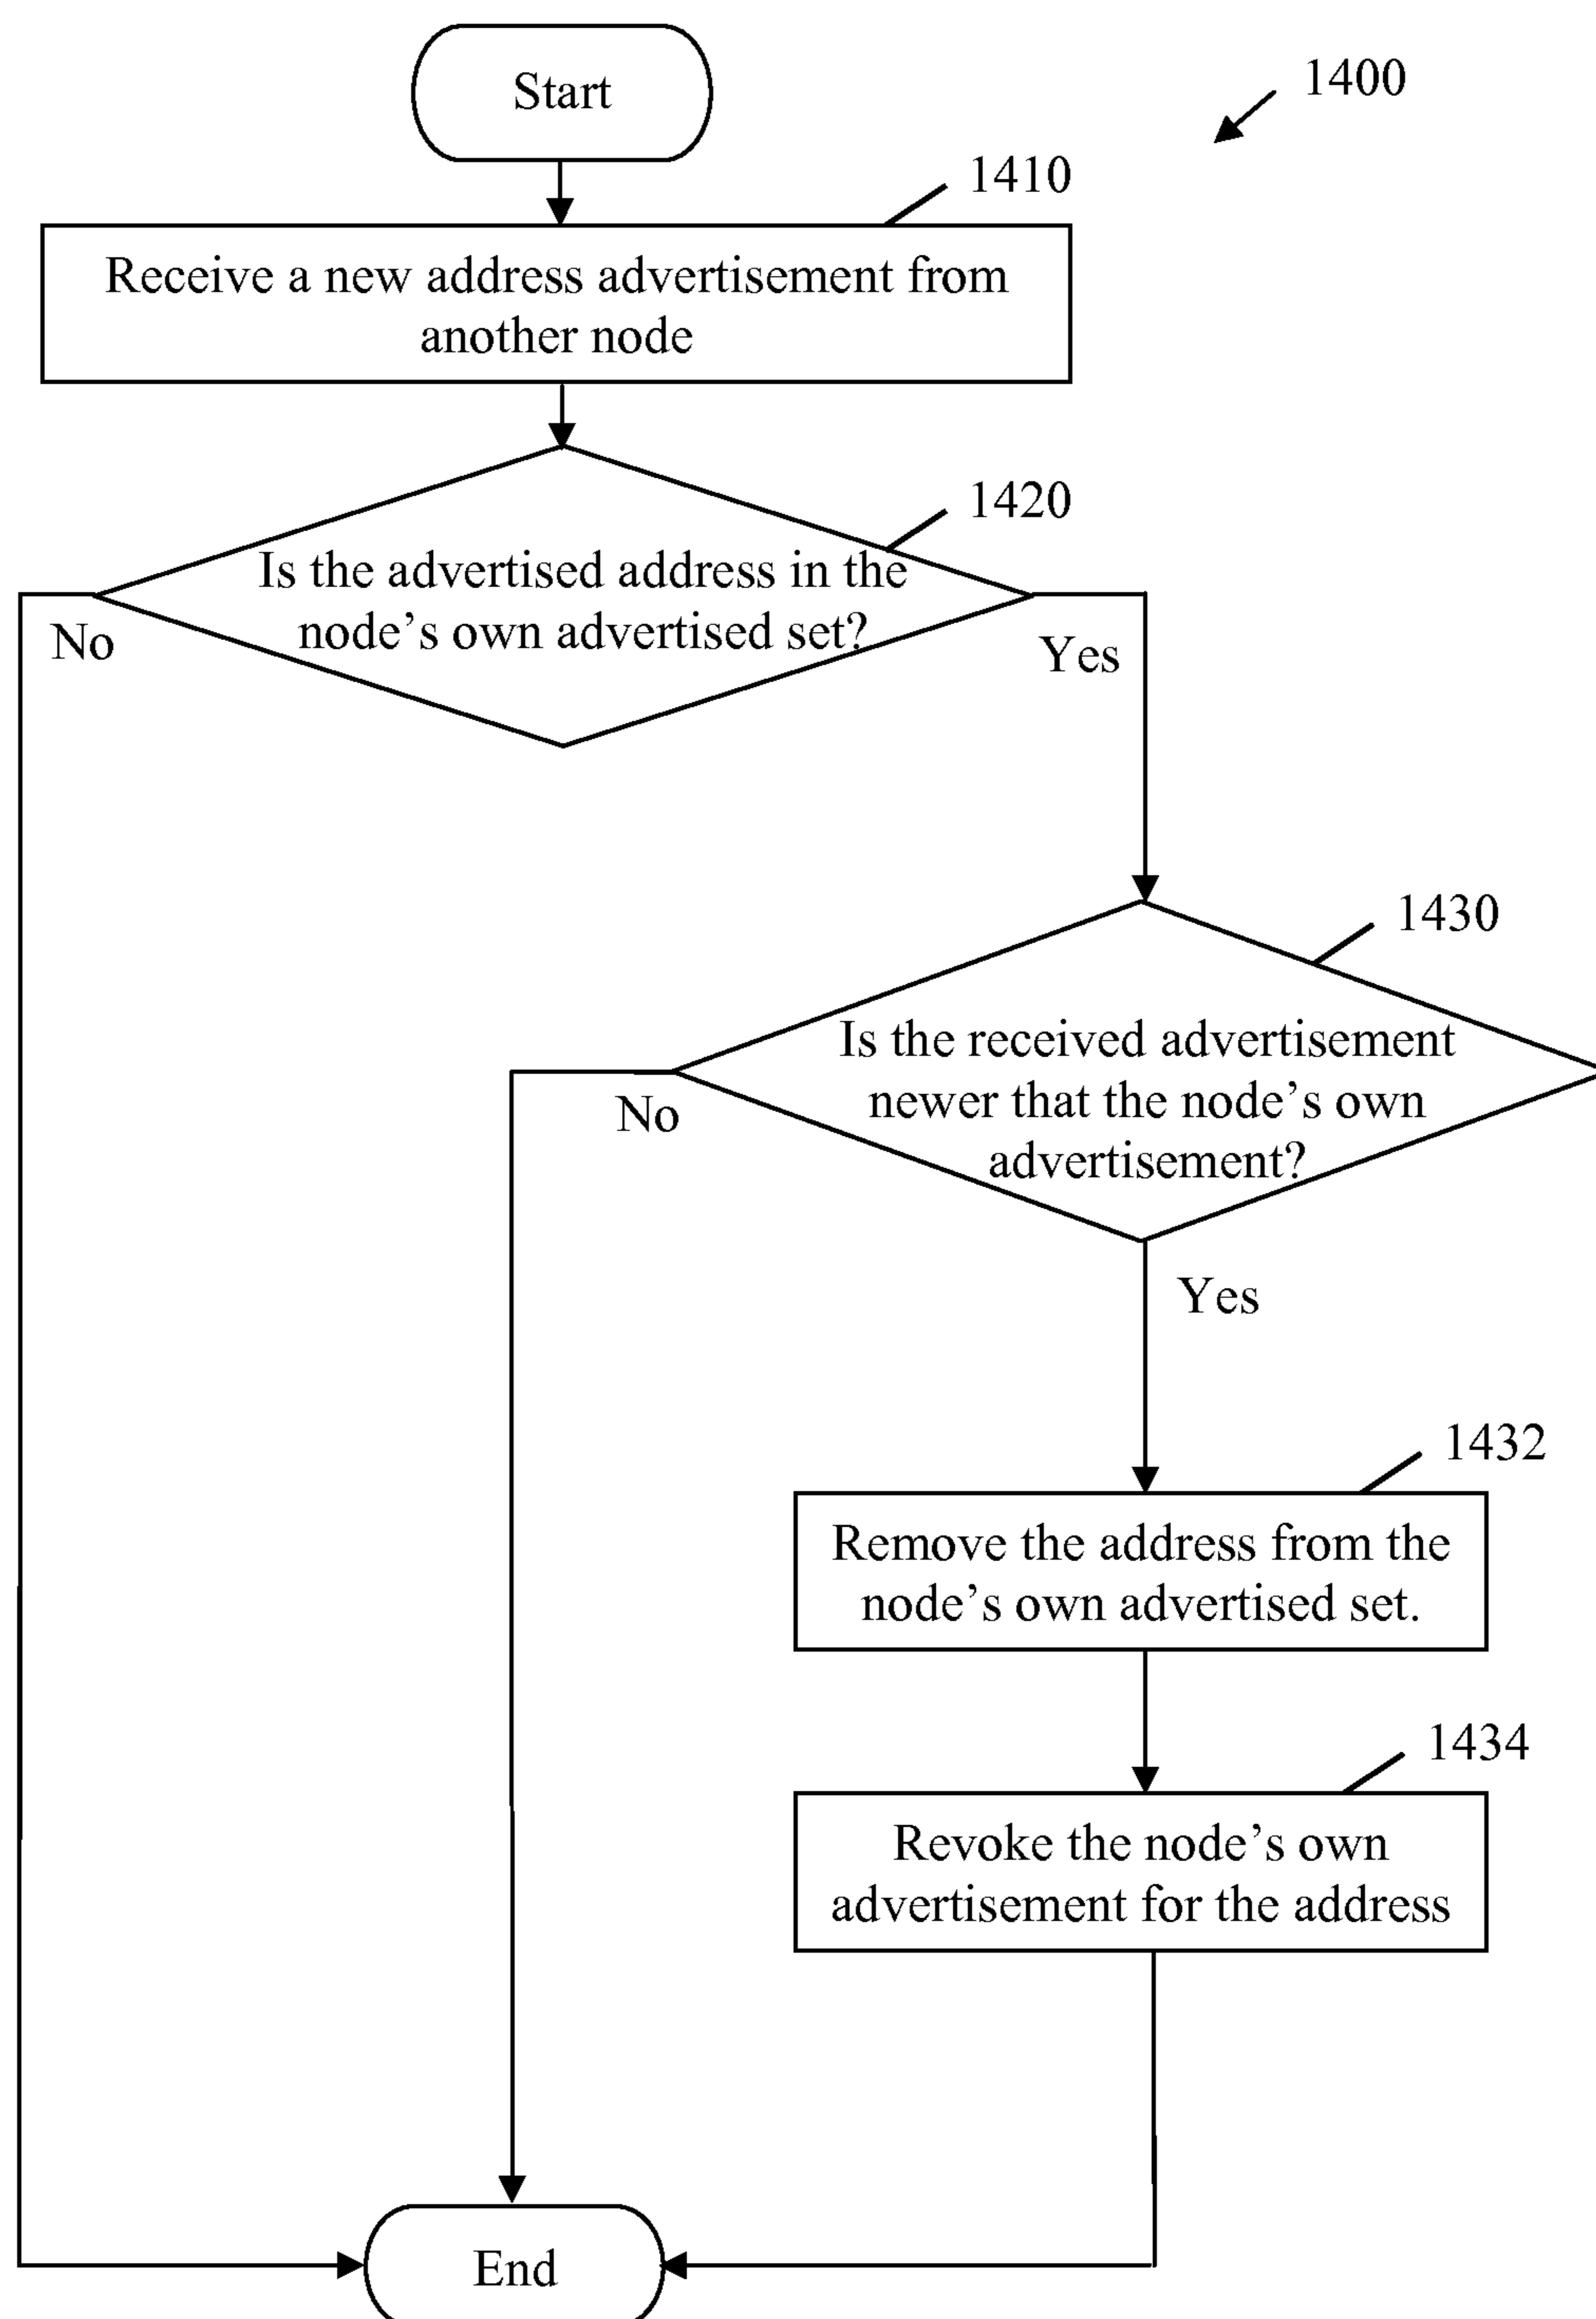 Start
1400
1410
Receive a new address advertisement from
another node
1420
Is the advertised address in the
node’s own advertised set?
No
Yes
1430
Is the received advertisement
newer that the node’s own
advertisement?
No
Yes
1432
Remove the address from the
node’s own advertised set.
1434
Revoke the node’s own
advertisement for the address
End